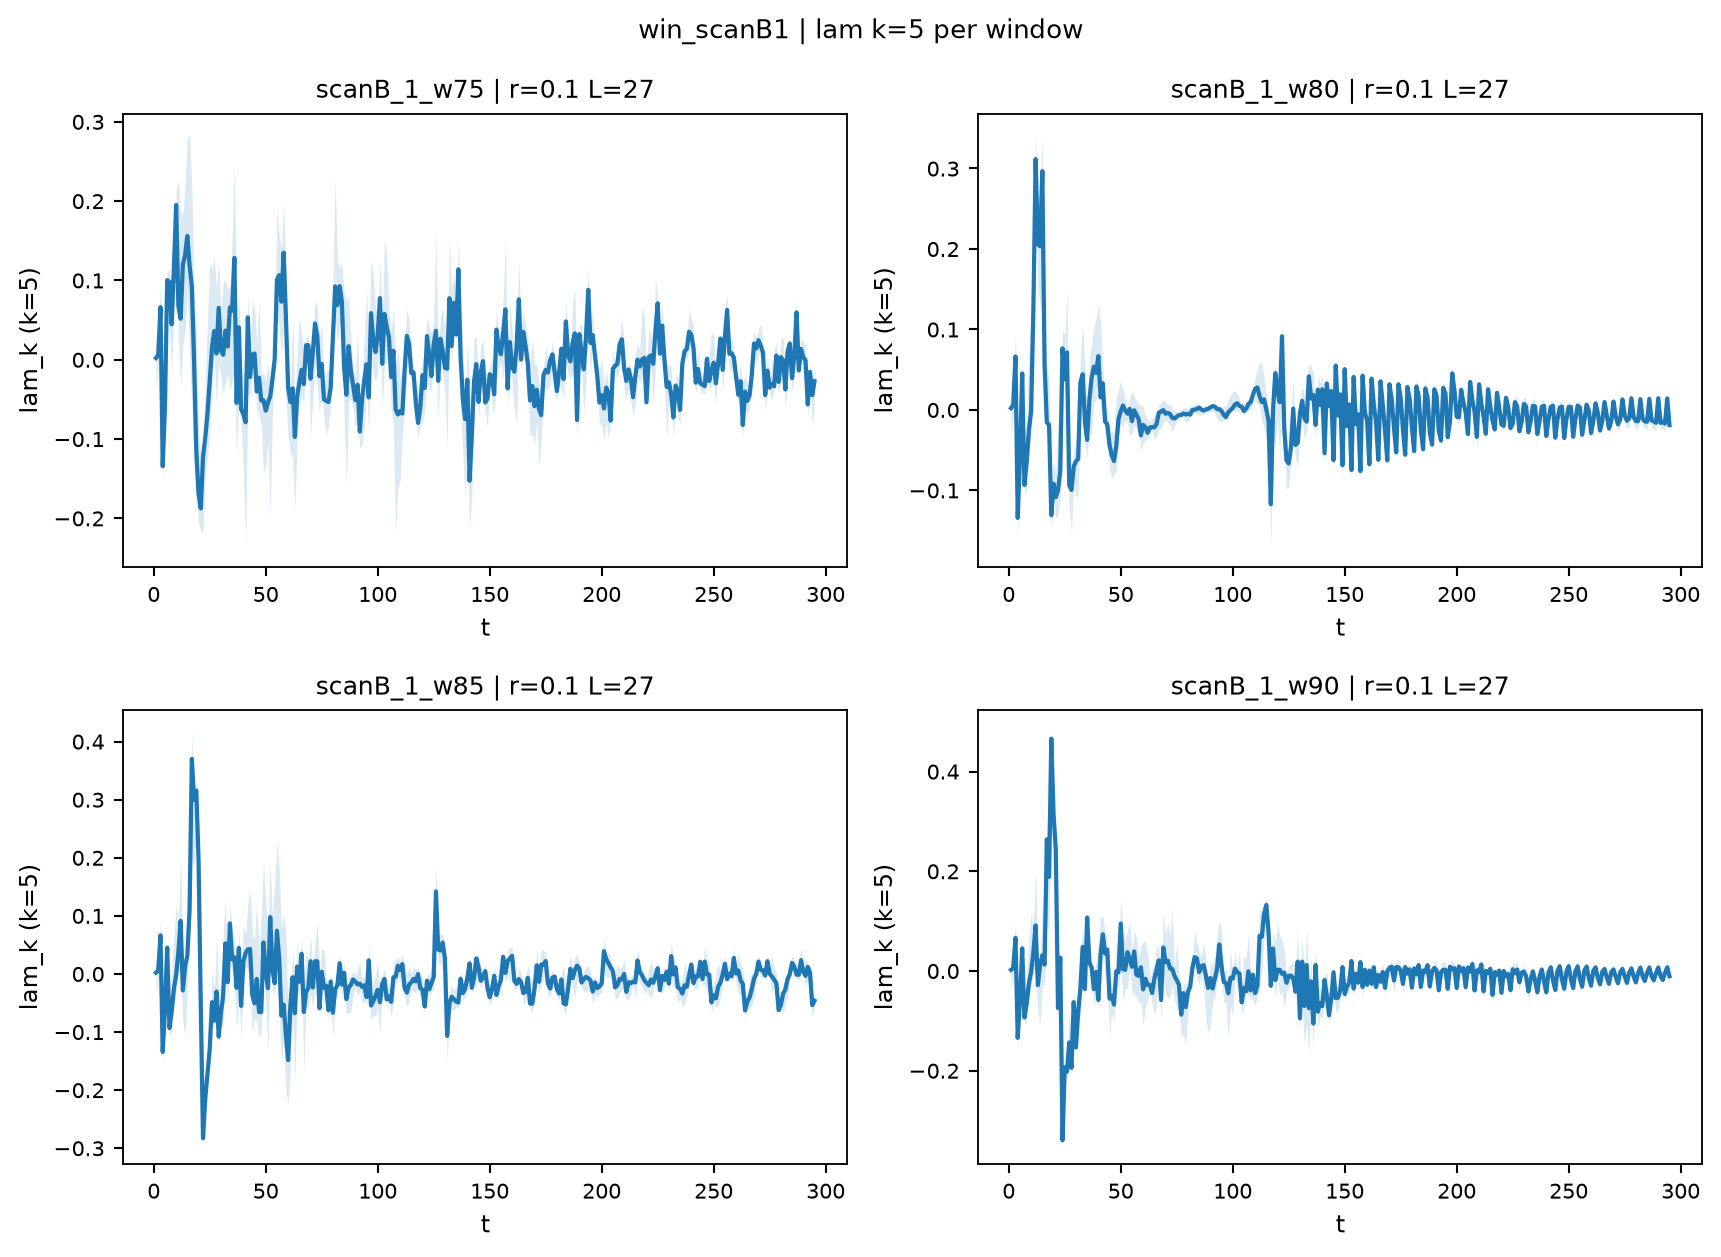 win_scanB1 | lam k=5 per window
scanB_1_w75 | r=0.1 L=27
lam_k (k=5)
0.3
0.2
0.1
0.0
−0.1
−0.2
0 50 100 150 200 250 300
t
scanB_1_w80 | r=0.1 L=27
lam_k (k=5)
0.3
0.2
0.1
0.0
−0.1
0 50 100 150 200 250 300
t
scanB_1_w85 | r=0.1 L=27
lam_k (k=5)
0.4
0.3
0.2
0.1
0.0
−0.1
−0.2
−0.3
0 50 100 150 200 250 300
t
scanB_1_w90 | r=0.1 L=27
lam_k (k=5)
0.4
0.2
0.0
−0.2
0 50 100 150 200 250 300
t